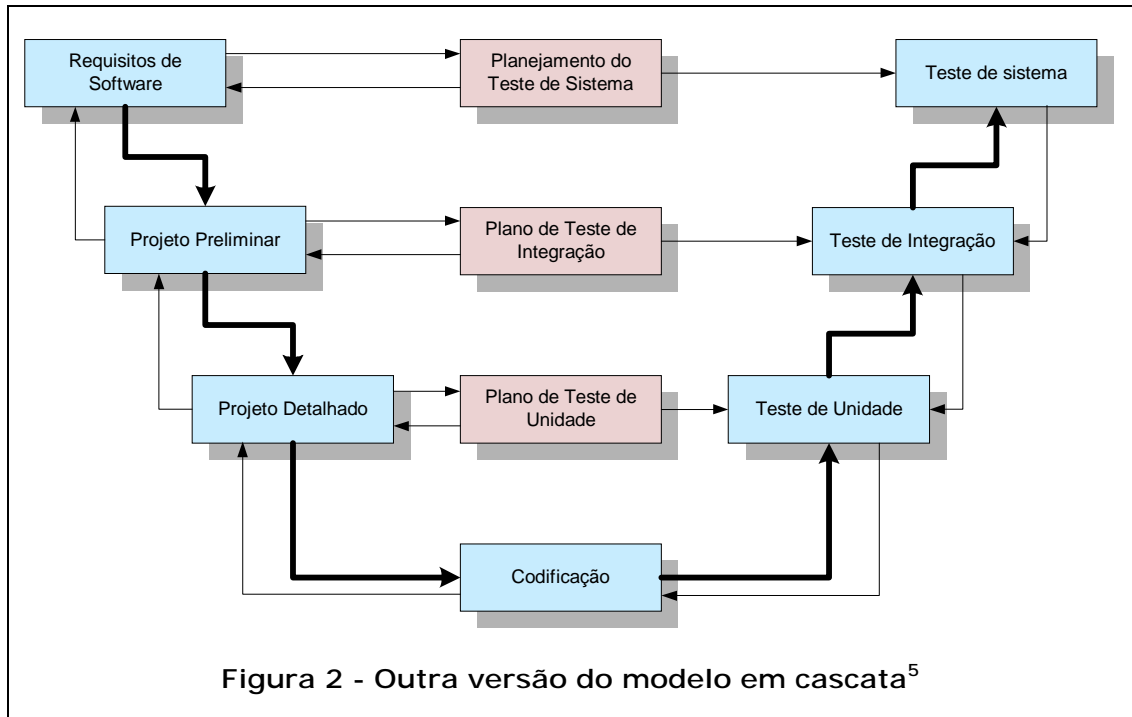 Requisitos de
Software
Planejamento do
Teste de Sistema
Teste de sistema
Projeto Preliminar
Plano de Teste de
Integração
Teste de Integração
Projeto Detalhado
Plano de Teste de
Unidade
Teste de Unidade
Codificação
Figura 2 - Outra versão do modelo em cascata⁵